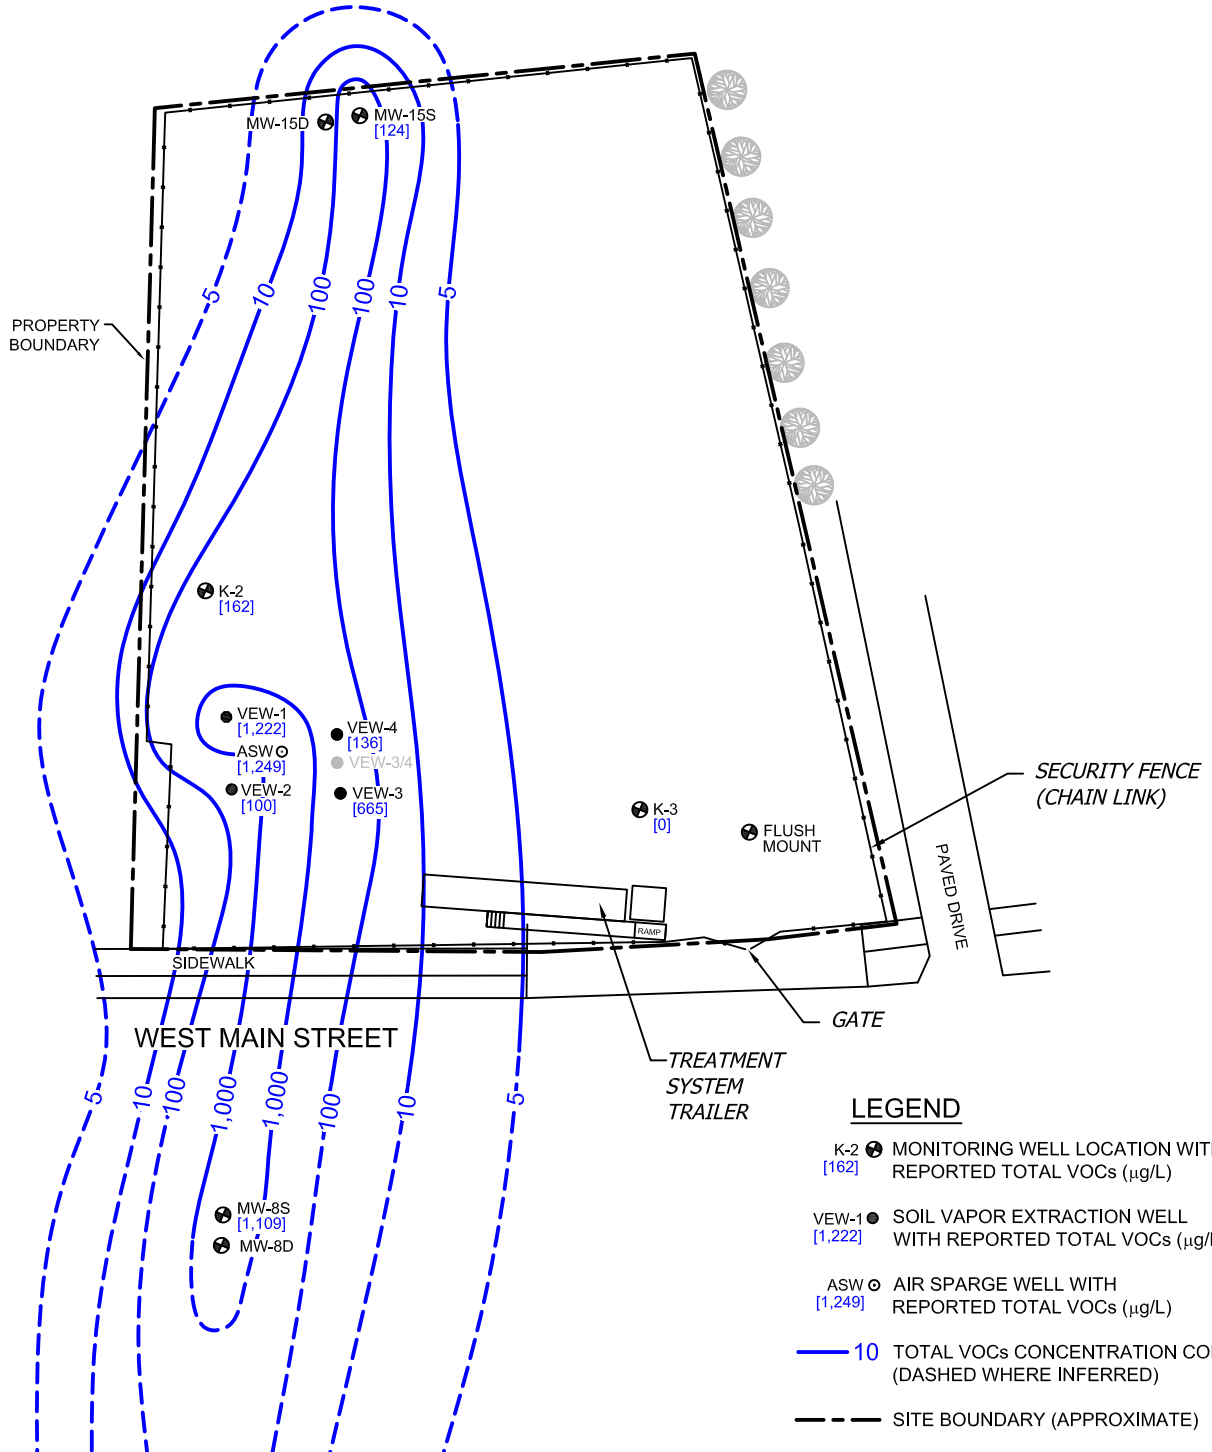 MW-15D
MW-15S
[124]
5
10
100
100
10
5
PROPERTY
BOUNDARY
K-2
[162]
VEW-1
[1,222]
VEW-4
[136]
ASW
[1,249]
VEW-3/4
VEW-2
[100]
VEW-3
[665]
K-3
[0]
FLUSH
MOUNT
SECURITY FENCE
(CHAIN LINK)
PAVED DRIVE
RAMP
SIDEWALK
WEST MAIN STREET
GATE
TREATMENT
SYSTEM
TRAILER
5
10
100
1,000
1,000
100
10
5
MW-8S
[1,109]
MW-8D
LEGEND
K-2
[162]
MONITORING WELL LOCATION WIT
REPORTED TOTAL VOCs (µg/L)
VEW-1
[1,222]
SOIL VAPOR EXTRACTION WELL
WITH REPORTED TOTAL VOCs (µg/
ASW
[1,249]
AIR SPARGE WELL WITH
REPORTED TOTAL VOCs (µg/L)
10
TOTAL VOCs CONCENTRATION CO
(DASHED WHERE INFERRED)
SITE BOUNDARY (APPROXIMATE)